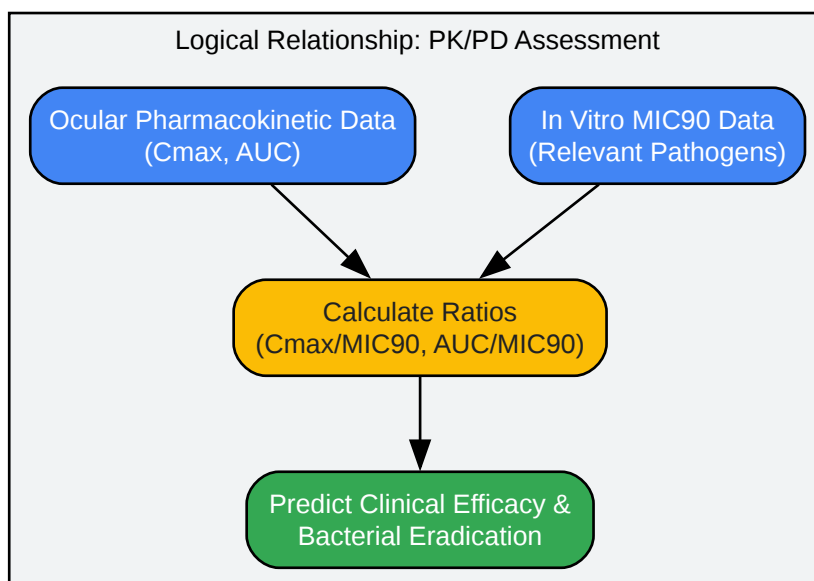 Logical Relationship: PK/PD Assessment
Ocular Pharmacokinetic Data
(Cmax, AUC)
In Vitro MIC90 Data
(Relevant Pathogens)
Calculate Ratios
(Cmax/MIC90, AUC/MIC90)
Predict Clinical Efficacy &
Bacterial Eradication